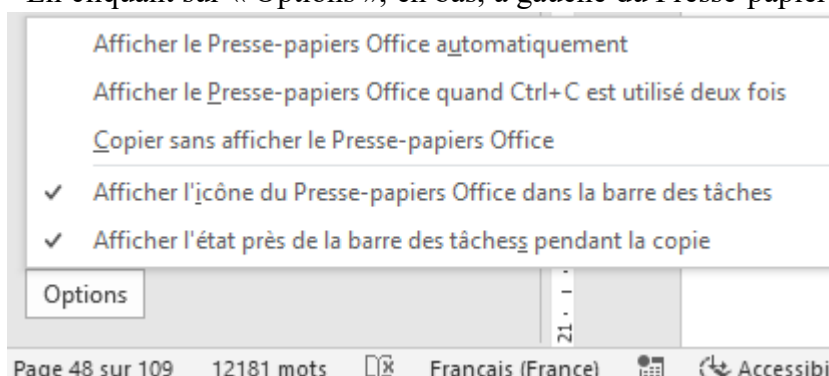 En cliquant sur « Options », en bas, à gauche du Presse-papier
Afficher le Presse-papiers Office automatiquement
Afficher le Presse-papiers Office quand Ctrl+C est utilisé deux fois
Copier sans afficher le Presse-papiers Office
✓ Afficher l'icône du Presse-papiers Office dans la barre des tâches
✓ Afficher l'état près de la barre des tâchess pendant la copie
Options
21
Page 48 sur 109 12181 mots Français (France) Accessibi